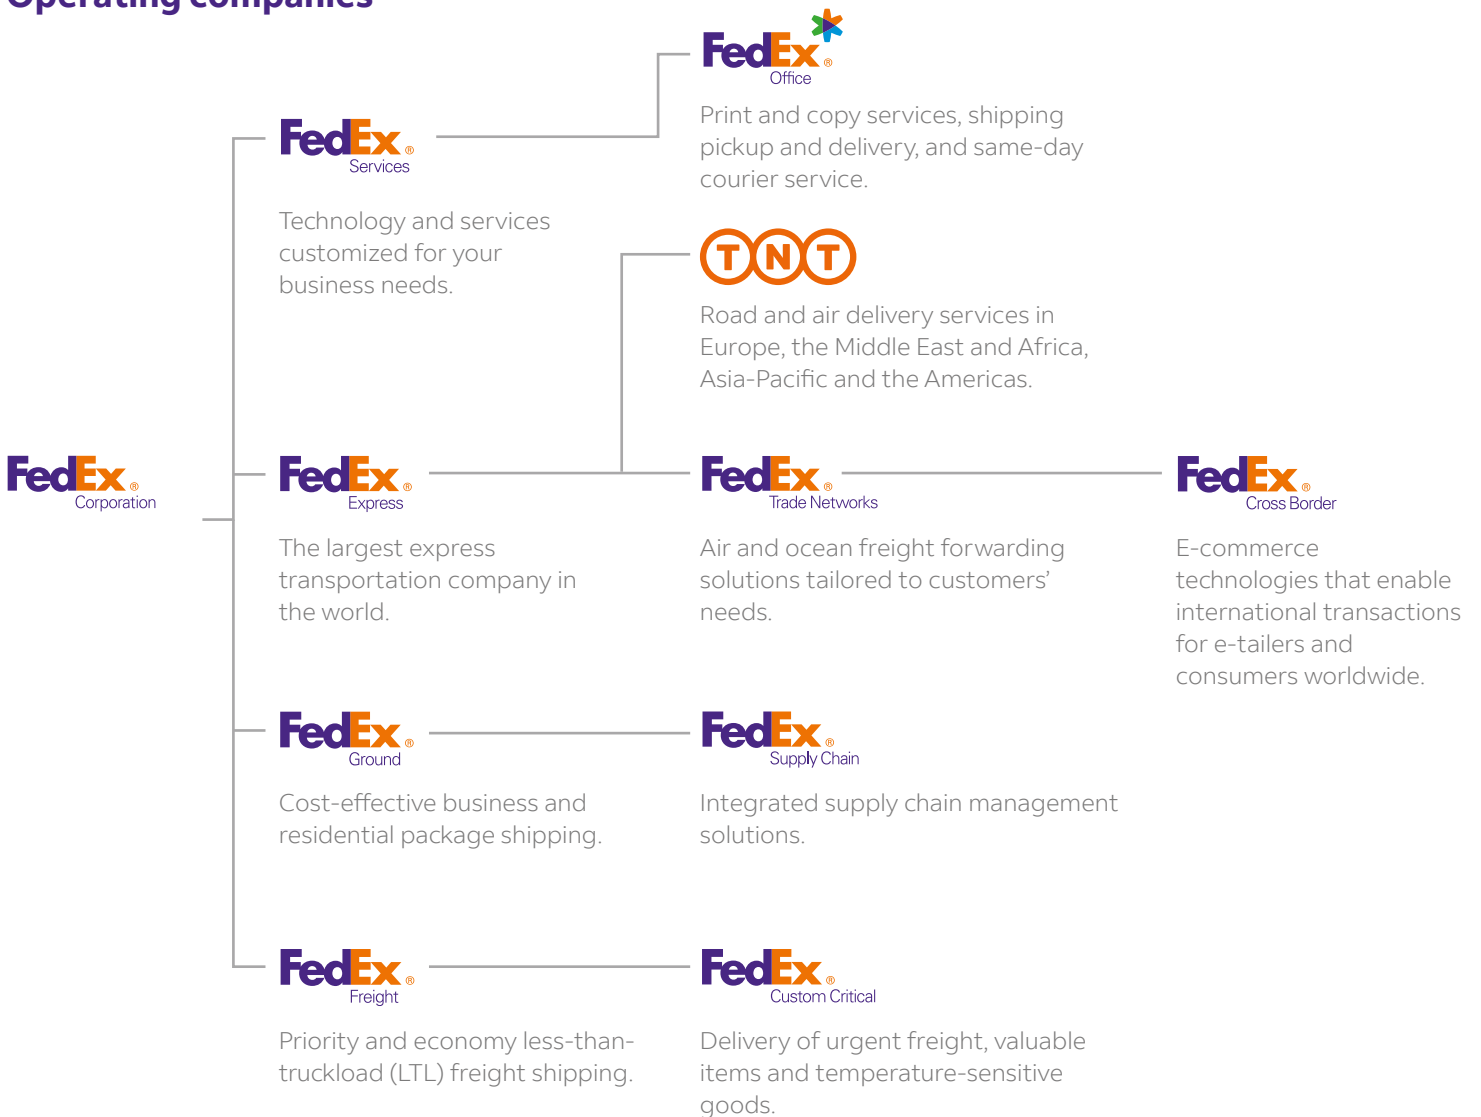 Operating companies
FedEx®
Office
Print and copy services, shipping
pickup and delivery, and same-day
courier service.
FedEx®
Services
Technology and services
customized for your
business needs.
TNT
Road and air delivery services in
Europe, the Middle East and Africa,
Asia-Pacific and the Americas.
FedEx®
Corporation
FedEx®
Express
The largest express
transportation company in
the world.
FedEx®
Trade Networks
Air and ocean freight forwarding
solutions tailored to customers’
needs.
FedEx®
Cross Border
E-commerce
technologies that enable
international transactions
for e-tailers and
consumers worldwide.
FedEx®
Ground
Cost-effective business and
residential package shipping.
FedEx®
Supply Chain
Integrated supply chain management
solutions.
FedEx®
Freight
Priority and economy less-than-
truckload (LTL) freight shipping.
FedEx®
Custom Critical
Delivery of urgent freight, valuable
items and temperature-sensitive
goods.